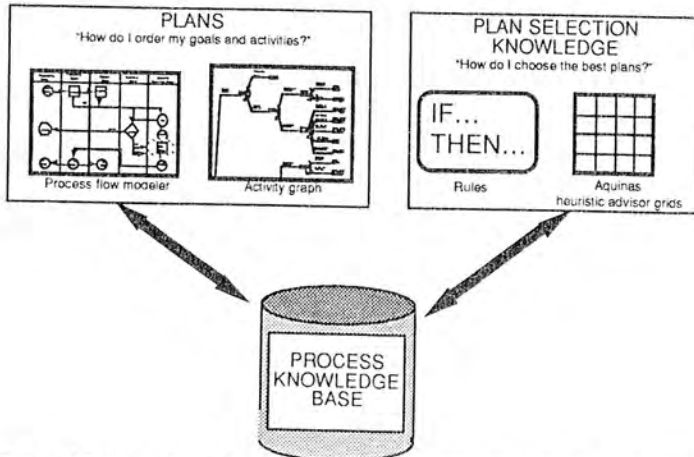 PLANS
"How do I order my goals and activities?"
Process flow modeler
Activity graph
PLAN SELECTION
KNOWLEDGE
"How do I choose the best plans?"
IF...
THEN...
Rules
Aquinas
heuristic advisor grids
PROCESS
KNOWLEDGE
BASE